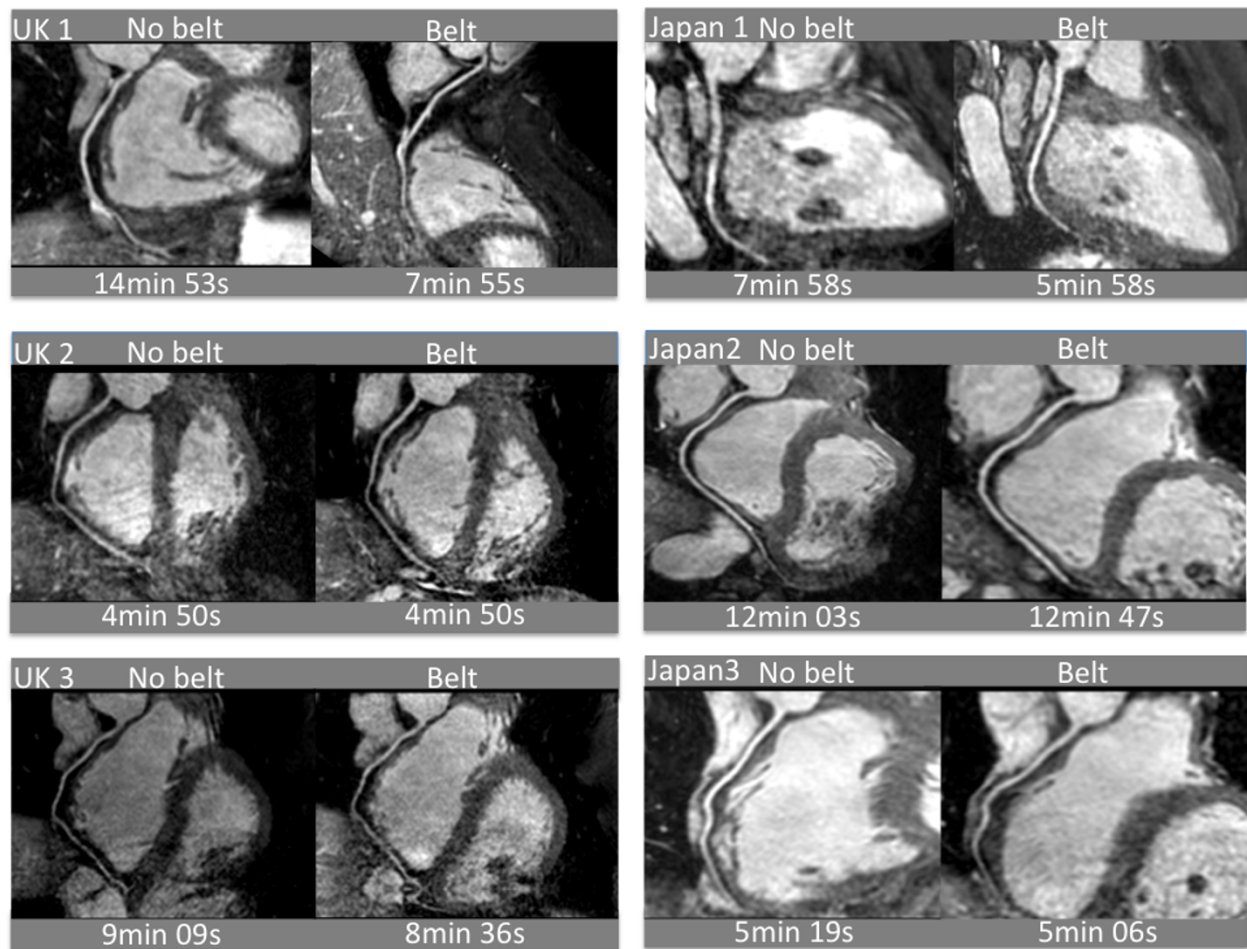 UK 1 No belt Belt
14min 53s 7min 55s
Japan 1 No belt Belt
7min 58s 5min 58s
UK 2 No belt Belt
4min 50s 4min 50s
Japan2 No belt Belt
12min 03s 12min 47s
UK 3 No belt Belt
9min 09s 8min 36s
Japan3 No belt Belt
5min 19s 5min 06s